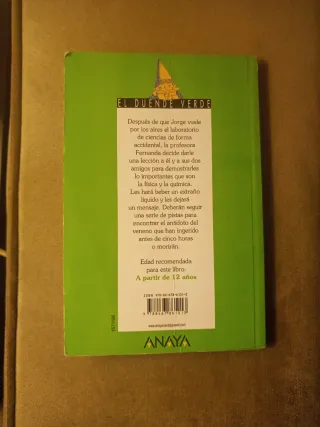 EL DUENDE VERDE
Después de que Jorge vuele
por los aires el laboratorio
de ciencias de forma
accidental, la profesora
Fernanda decide darle
una lección a él y a sus dos
amigos para demostrarles
lo importantes que son
la física y la química.
Les hará beber un extraño
líquido y les dejará
un mensaje. Deberán seguir
una serie de pistas para
encontrar el antídoto del
veneno que han ingerido
antes de cinco horas
o morirán.
Edad recomendada
para este libro:
A partir de 12 años
ANAYA